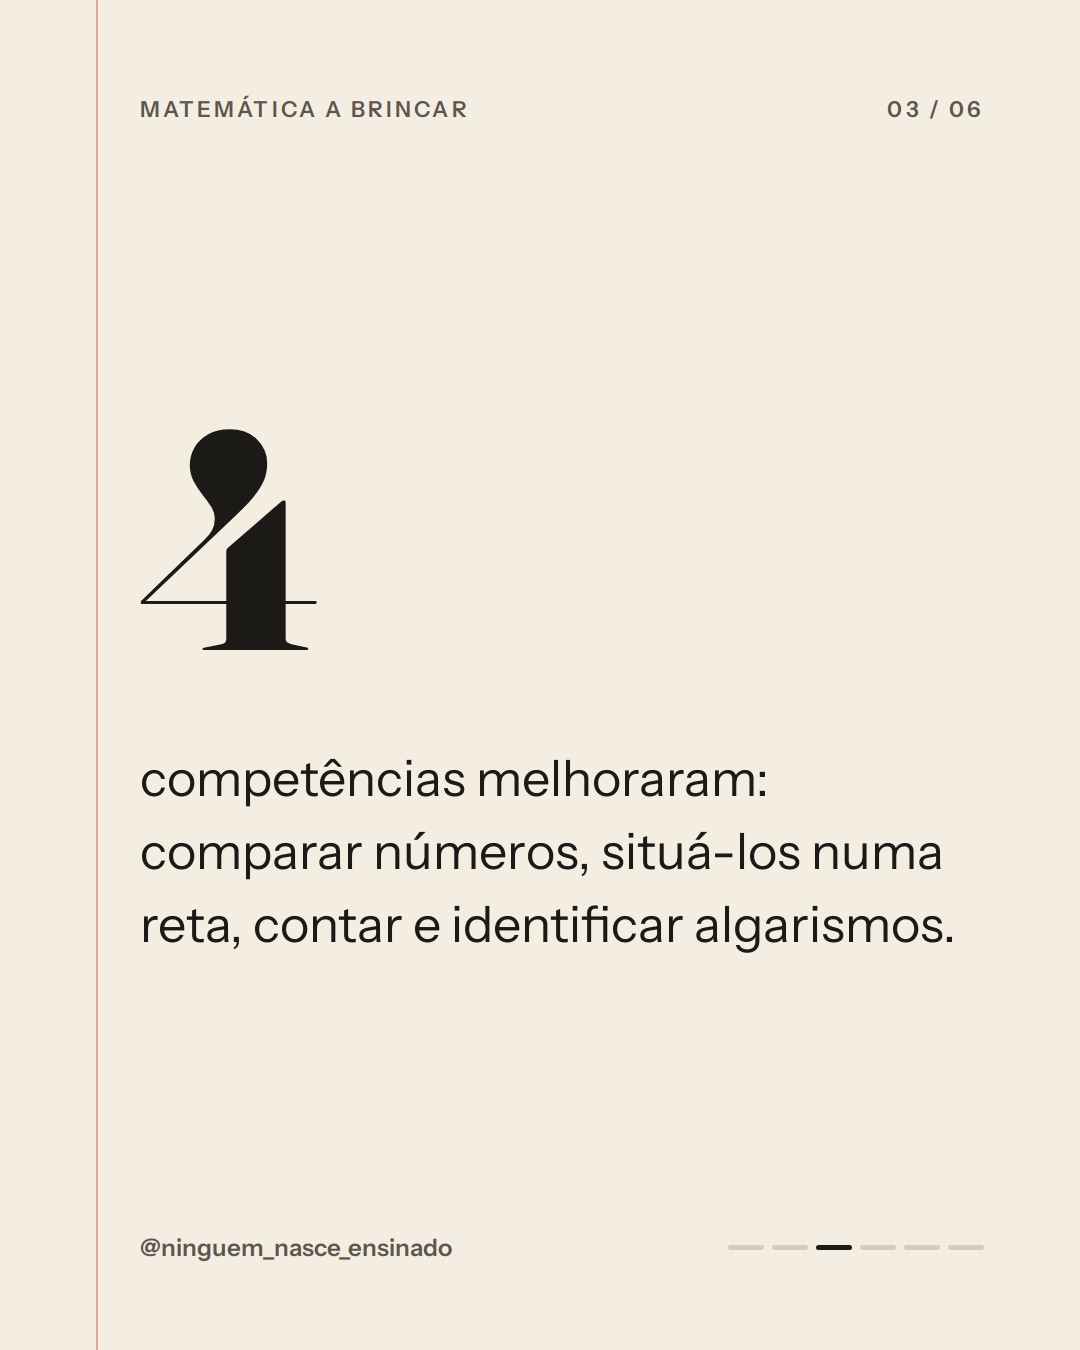 MATEMÁTICA A BRINCAR
03 / 06
4
competências melhoraram:
comparar números, situá-los numa
reta, contar e identificar algarismos.
@ninguem_nasce_ensinado